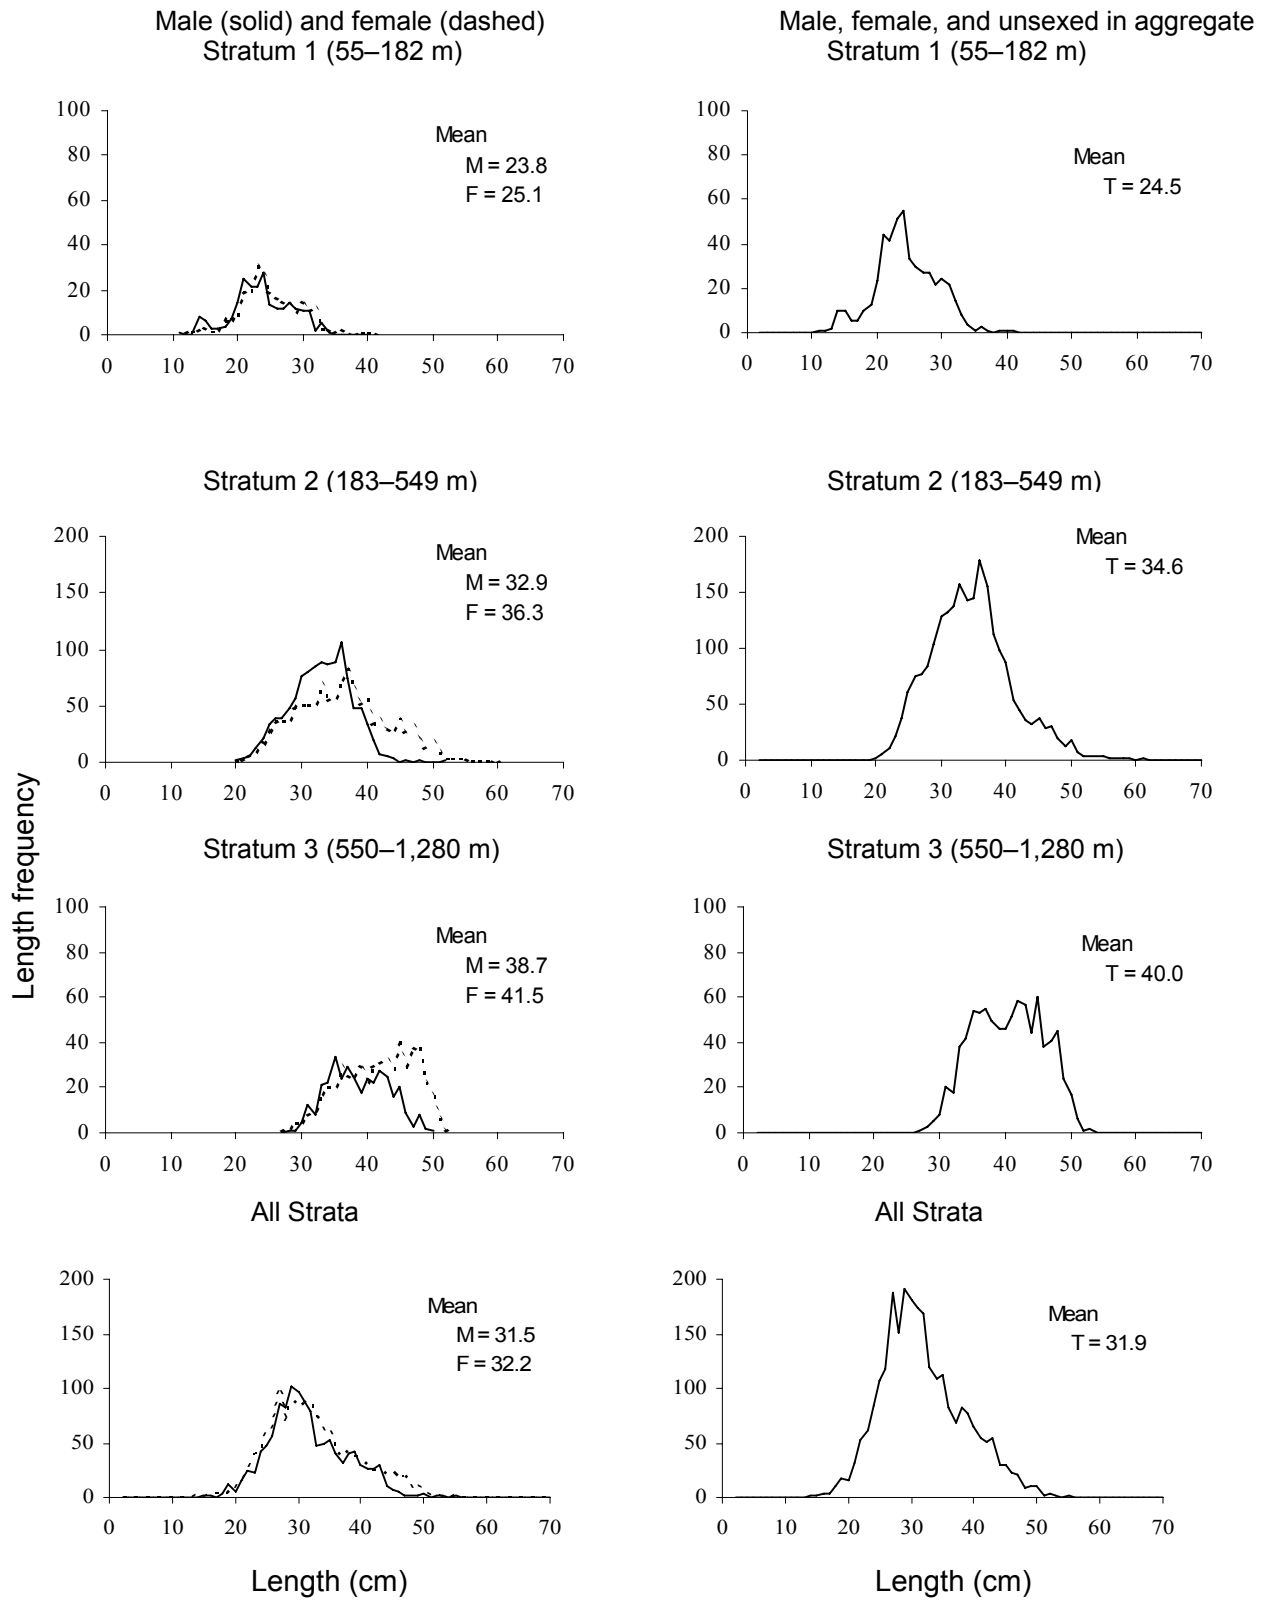 Male (solid) and female (dashed)
Stratum 1 (55–182 m)
100
80
60
40
20
0
Mean
M = 23.8
F = 25.1
0 10 20 30 40 50 60 70
Male, female, and unsexed in aggregate
Stratum 1 (55–182 m)
100
80
60
40
20
0
Mean
T = 24.5
0 10 20 30 40 50 60 70
Stratum 2 (183–549 m)
200
150
100
50
0
Mean
M = 32.9
F = 36.3
0 10 20 30 40 50 60 70
Stratum 2 (183–549 m)
200
150
100
50
0
Mean
T = 34.6
0 10 20 30 40 50 60 70
Length frequency
Stratum 3 (550–1,280 m)
100
80
60
40
20
0
Mean
M = 38.7
F = 41.5
0 10 20 30 40 50 60 70
Stratum 3 (550–1,280 m)
100
80
60
40
20
0
Mean
T = 40.0
0 10 20 30 40 50 60 70
All Strata
200
150
100
50
0
Mean
M = 31.5
F = 32.2
0 10 20 30 40 50 60 70
Length (cm)
All Strata
200
150
100
50
0
Mean
T = 31.9
0 10 20 30 40 50 60 70
Length (cm)